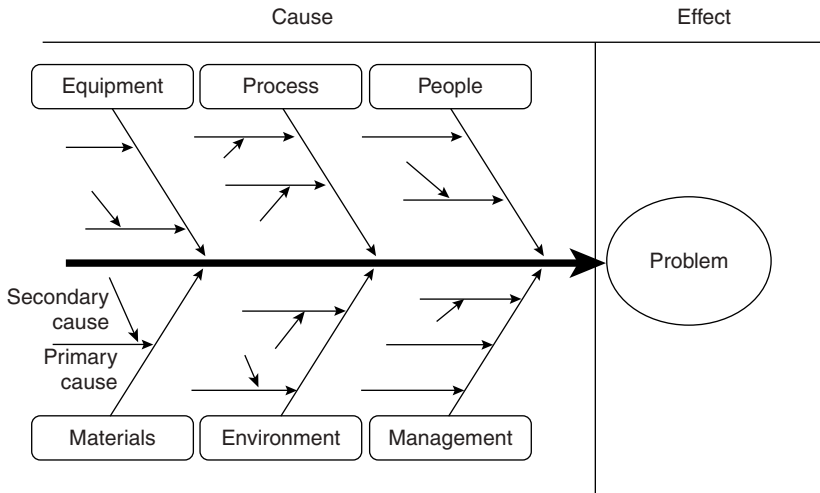 Cause
Effect
Equipment
Process
People
Problem
Secondary
cause
Primary
cause
Materials
Environment
Management